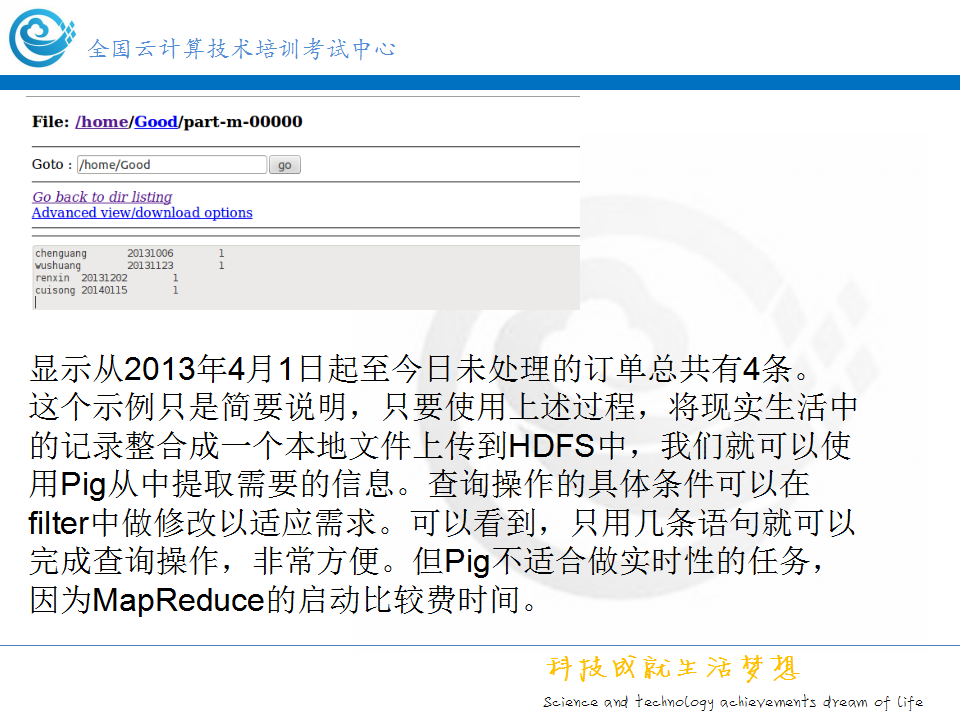 全国云计算技术培训考试中心
File: /home/Good/part-m-00000
Goto : /home/Good go
Go back to dir listing
Advanced view/download options
chenguang 20131006 1
wushuang 20131123 1
renxin 20131202 1
cuisong 20140115 1
显示从2013年4月1日起至今日未处理的订单总共有4条。
这个示例只是简要说明，只要使用上述过程，将现实生活中
的记录整合成一个本地文件上传到HDFS中，我们就可以使
用Pig从中提取需要的信息。查询操作的具体条件可以在
filter中做修改以适应需求。可以看到，只用几条语句就可以
完成查询操作，非常方便。但Pig不适合做实时性的任务，
因为MapReduce的启动比较费时间。
科技成就生活梦想
Science and technology achievements dream of life